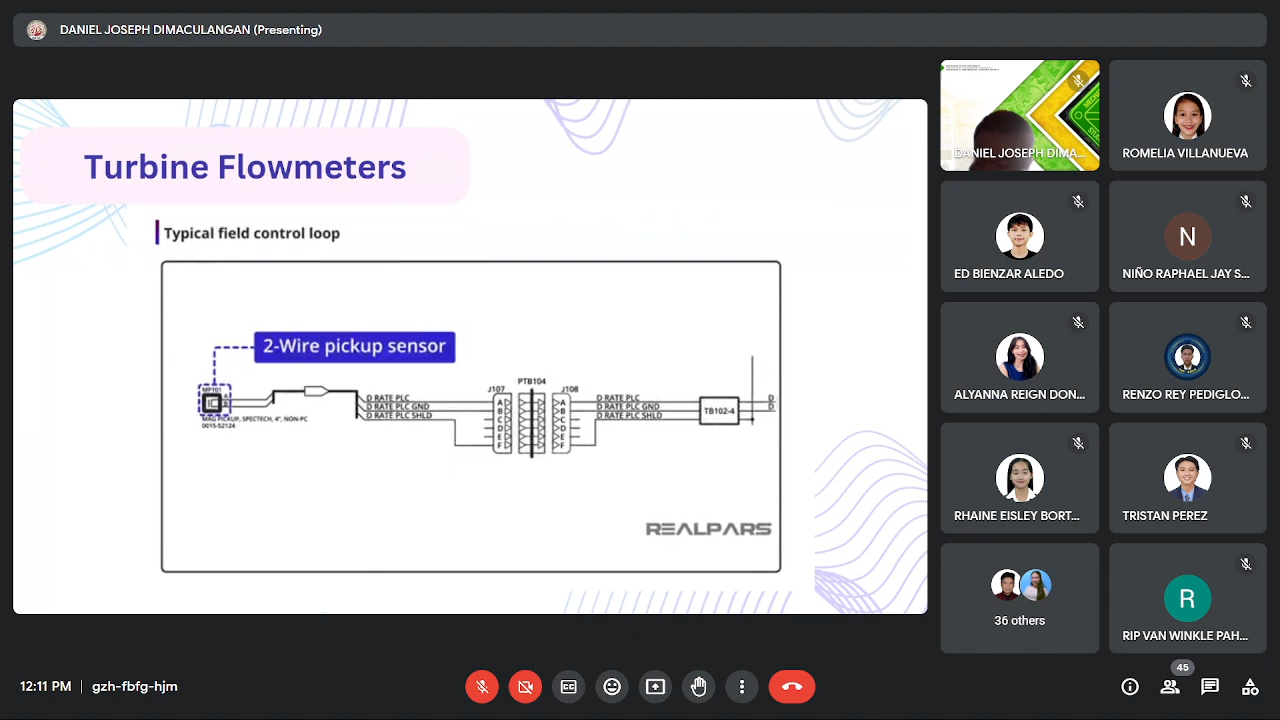 DANIEL JOSEPH DIMACULANGAN (Presenting)
Turbine Flowmeters
Typical field control loop
2-Wire pickup sensor
MP101
A
MAG PICKUP, SPECTECH, 4", NON-PC
0015-52124
D RATE PLC
D RATE PLC GND
D RATE PLC SHLD
J107
PTB104
J108
A
B
C
D
E
F
A
B
C
D
E
F
D RATE PLC
D RATE PLC GND
D RATE PLC SHLD
TB102-4
D
D
REALPARS
DANIEL JOSEPH DIMA...
ROMELIA VILLANUEVA
ED BIENZAR ALEDO
N
NIÑO RAPHAEL JAY S...
ALYANNA REIGN DON...
RENZO REY PEDIGLO...
RHAINE EISLEY BORT...
TRISTAN PEREZ
36 others
R
RIP VAN WINKLE PAH...
12:11 PM
gzh-fbfg-hjm
45